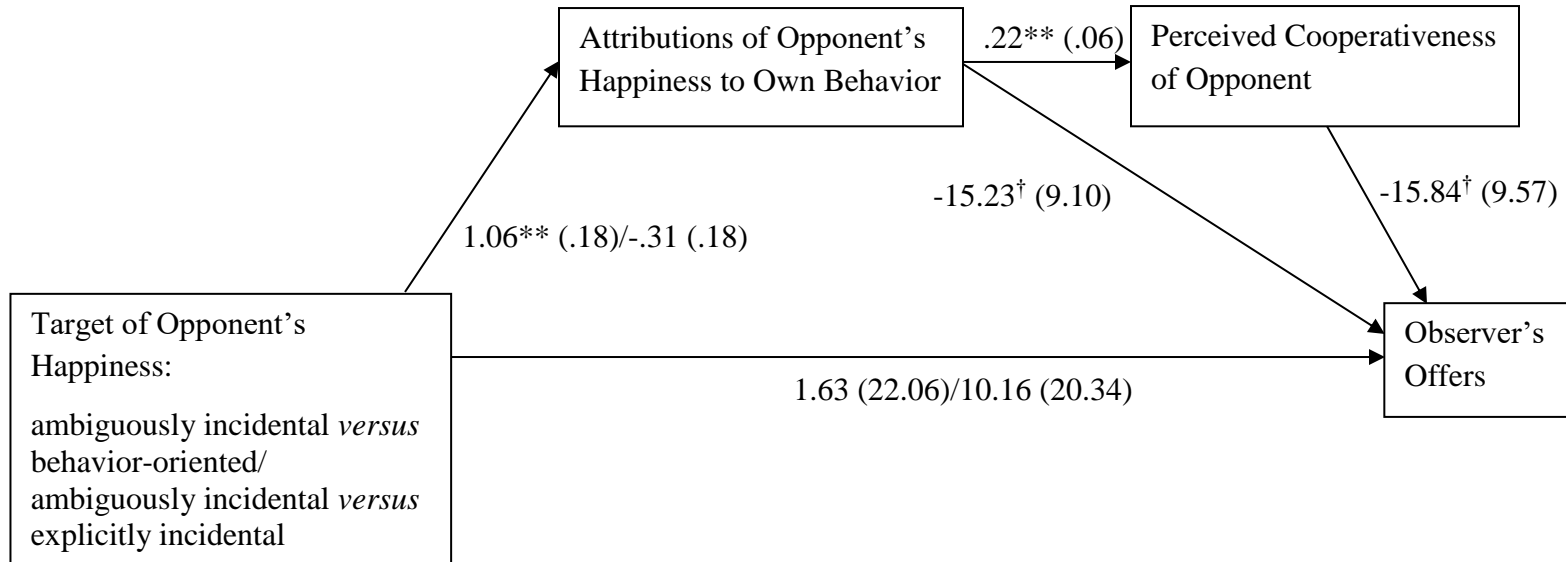 Attributions of Opponent’s
Happiness to Own Behavior
.22** (.06)
Perceived Cooperativeness
of Opponent
-15.23† (9.10)
-15.84† (9.57)
1.06** (.18)/-.31 (.18)
Target of Opponent’s
Happiness:
ambiguously incidental versus
behavior-oriented/
ambiguously incidental versus
explicitly incidental
1.63 (22.06)/10.16 (20.34)
Observer’s
Offers